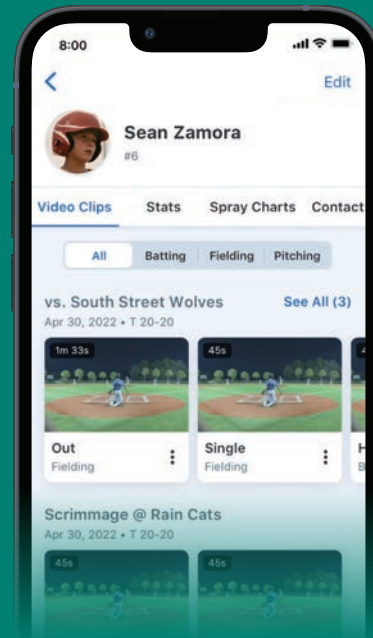 8:00
Edit
Sean Zamora
#6
Video Clips Stats Spray Charts Contact
All Batting Fielding Pitching
vs. South Street Wolves See All (3)
Apr 30, 2022 • T 20-20
1m 33s 45s 4
Out Single H
Fielding Fielding B
Scrimmage @ Rain Cats
Apr 30, 2022 • T 20-20
45s 45s